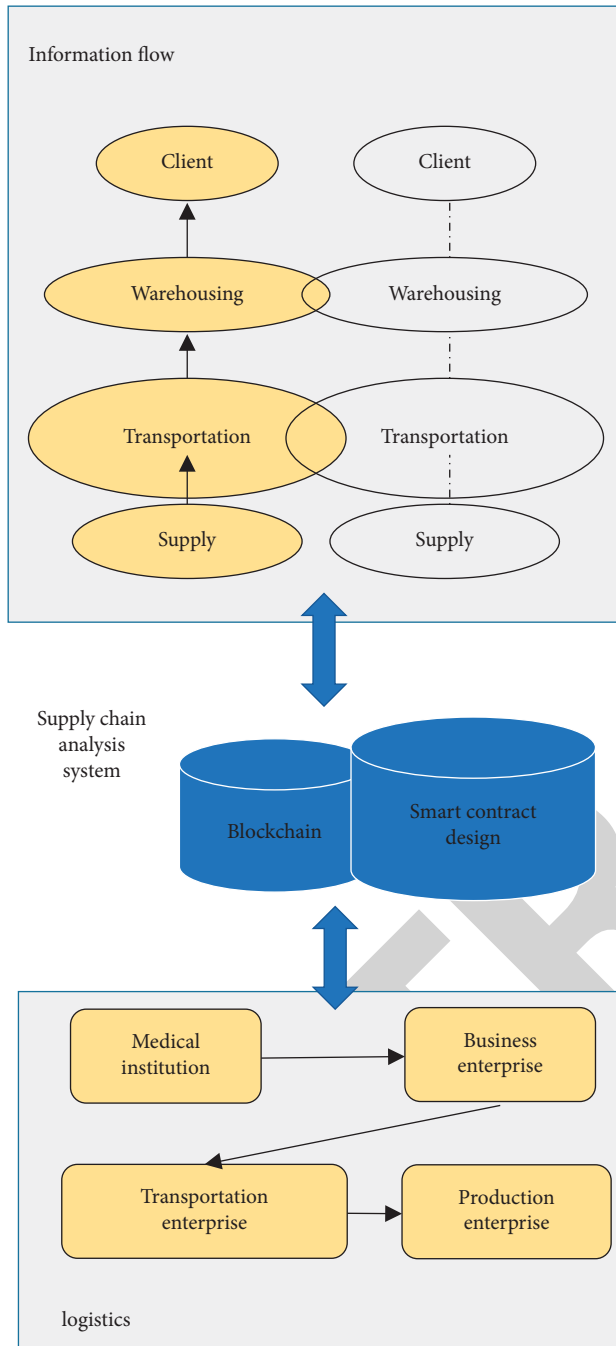 Information flow
Client
Client
Warehousing
Warehousing
Transportation
Transportation
Supply
Supply
Supply chain
analysis
system
Blockchain
Smart contract
design
Medical
institution
Business
enterprise
Transportation
enterprise
Production
enterprise
logistics